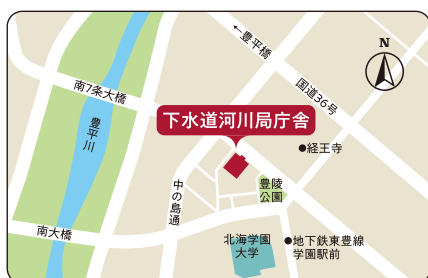 ←豊平橋
N
国道36号
南7条大橋
下水道河川局庁舎
豊平川
経王寺
中の島通
豊陵
公園
南大橋
北海学園
大学
地下鉄東豊線
学園駅前